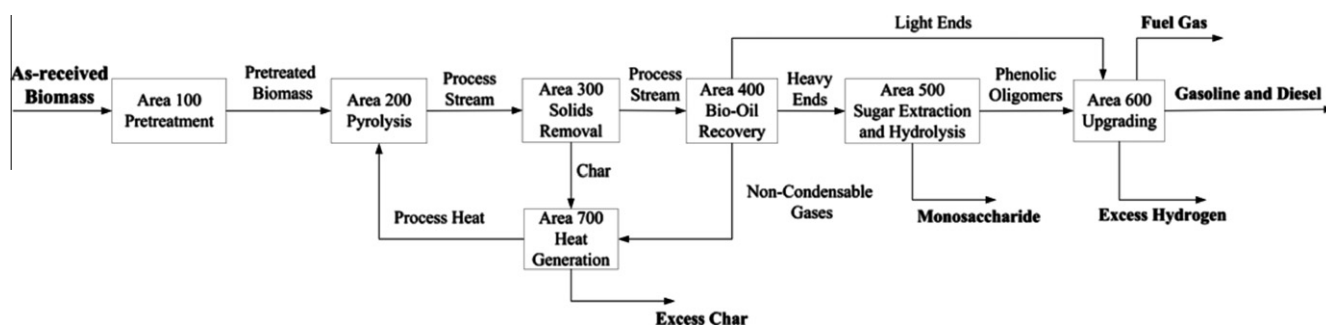 As-received
Biomass
Area 100
Pretreatment
Pretreated
Biomass
Area 200
Pyrolysis
Process
Stream
Area 300
Solids
Removal
Process
Stream
Area 400
Bio-Oil
Recovery
Light Ends
Heavy
Ends
Area 500
Sugar Extraction
and Hydrolysis
Phenolic
Oligomers
Area 600
Upgrading
Fuel Gas
Gasoline and Diesel
Char
Non-Condensable
Gases
Process Heat
Area 700
Heat
Generation
Monosaccharide
Excess Hydrogen
Excess Char